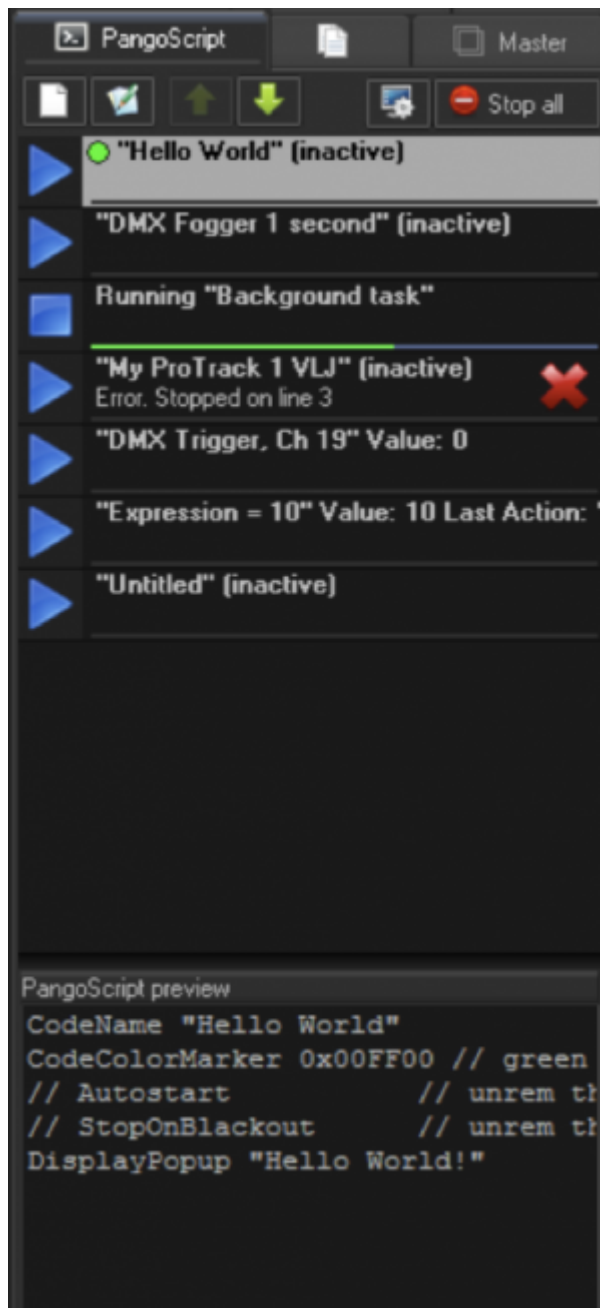 PangoScript
Master
Stop all
"Hello World" (inactive)
"DMX Fogger 1 second" (inactive)
Running "Background task"
"My ProTrack 1 VLJ" (inactive)
Error. Stopped on line 3
"DMX Trigger, Ch 19" Value: 0
"Expression = 10" Value: 10 Last Action: "
"Untitled" (inactive)
PangoScript preview
CodeName "Hello World"
CodeColorMarker 0x00FF00 // green
// Autostart // unrem th
// StopOnBlackout // unrem th
DisplayPopup "Hello World!"